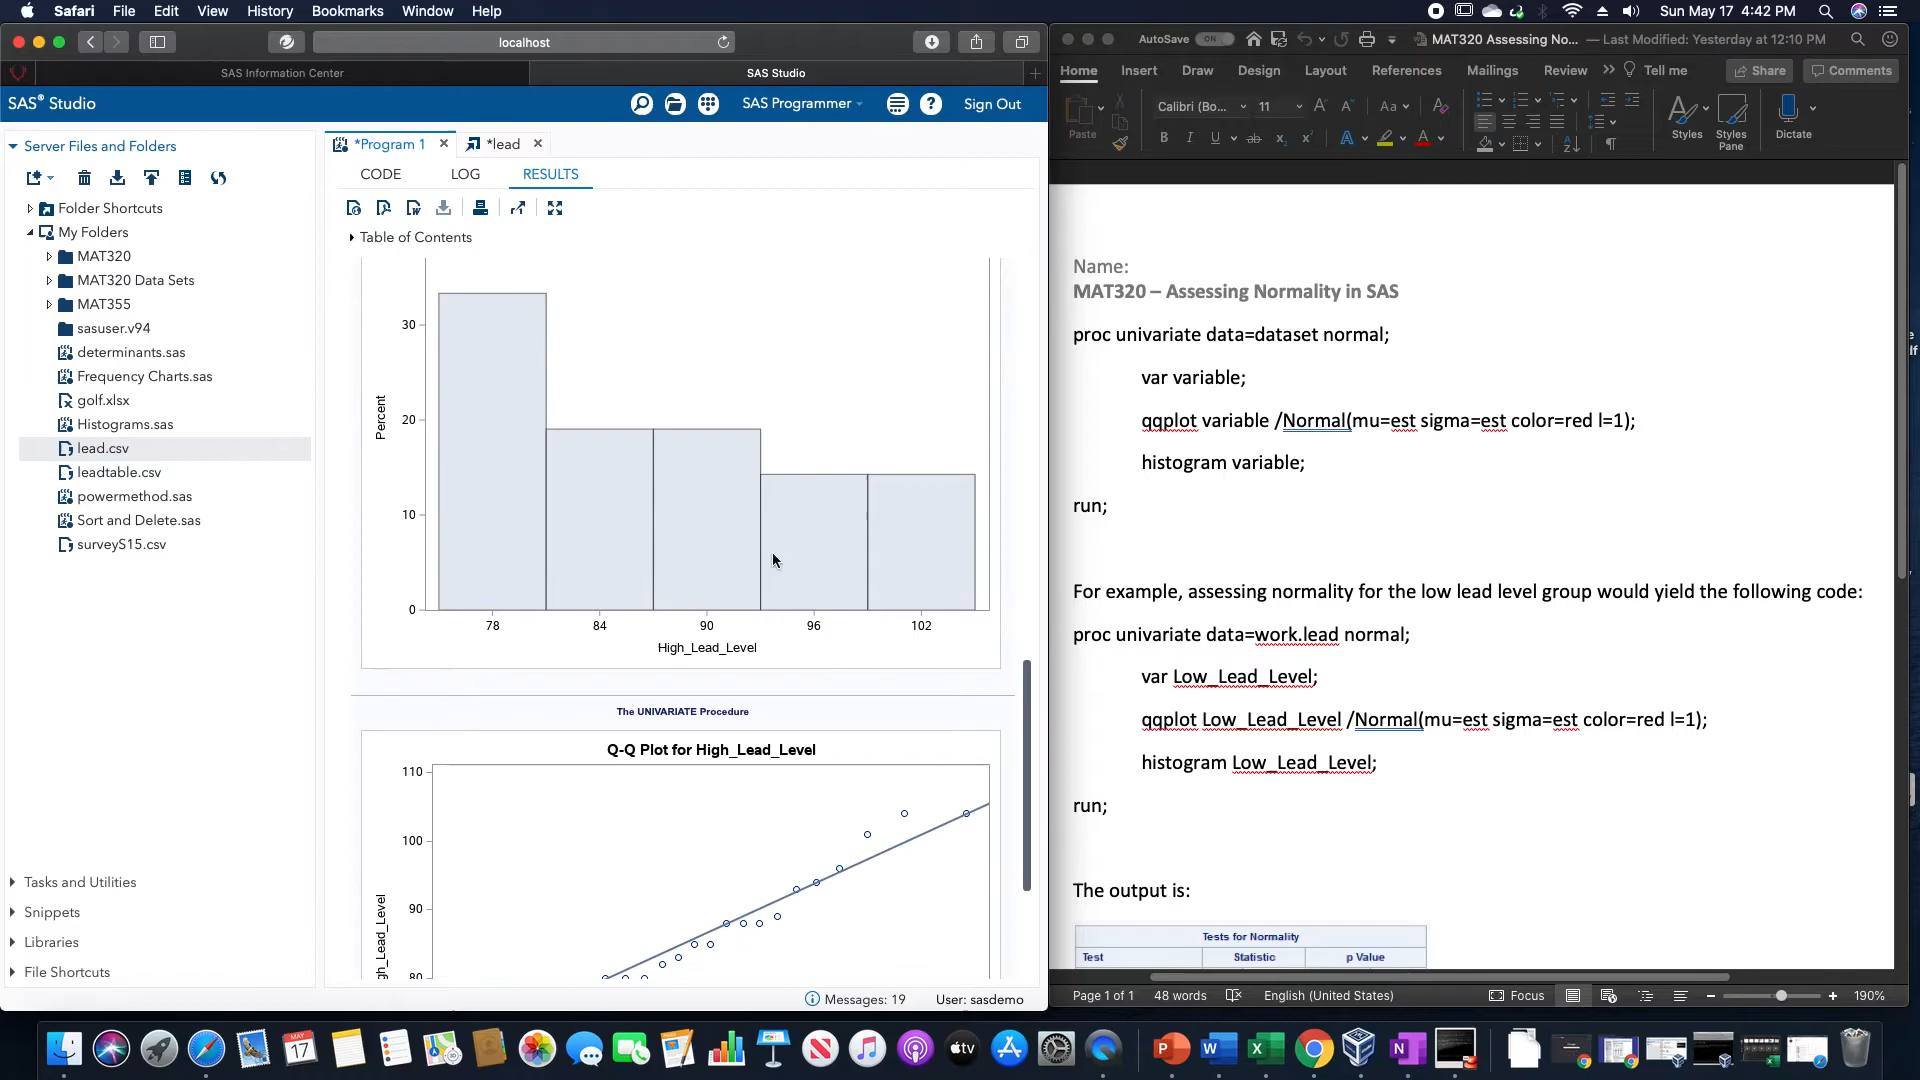 Safari File Edit View History Bookmarks Window Help
Sun May 17 4:42 PM
localhost
SAS Information Center
SAS Studio
SAS® Studio
SAS Programmer
Sign Out
Server Files and Folders
Folder Shortcuts
My Folders
MAT320
MAT320 Data Sets
MAT355
sasuser.v94
determinants.sas
Frequency Charts.sas
golf.xlsx
Histograms.sas
lead.csv
leadtable.csv
powermethod.sas
Sort and Delete.sas
surveyS15.csv
Tasks and Utilities
Snippets
Libraries
File Shortcuts
*Program 1
*lead
CODE LOG RESULTS
Table of Contents
30
20
10
0
Percent
78 84 90 96 102
High_Lead_Level
The UNIVARIATE Procedure
Q-Q Plot for High_Lead_Level
110
100
90
80
gh_Lead_Level
Messages: 19 User: sasdemo
AutoSave ON
MAT320 Assessing No... — Last Modified: Yesterday at 12:10 PM
Home Insert Draw Design Layout References Mailings Review Tell me Share Comments
Paste
Calibri (Bo... 11
Styles
Styles Pane
Dictate
Name:
MAT320 – Assessing Normality in SAS
proc univariate data=dataset normal;
var variable;
qqplot variable /Normal(mu=est sigma=est color=red l=1);
histogram variable;
run;
For example, assessing normality for the low lead level group would yield the following code:
proc univariate data=work.lead normal;
var Low_Lead_Level;
qqplot Low_Lead_Level /Normal(mu=est sigma=est color=red l=1);
histogram Low_Lead_Level;
run;
The output is:
Tests for Normality
Test Statistic p Value
Page 1 of 1 48 words English (United States) Focus 190%
MAY
17
tv